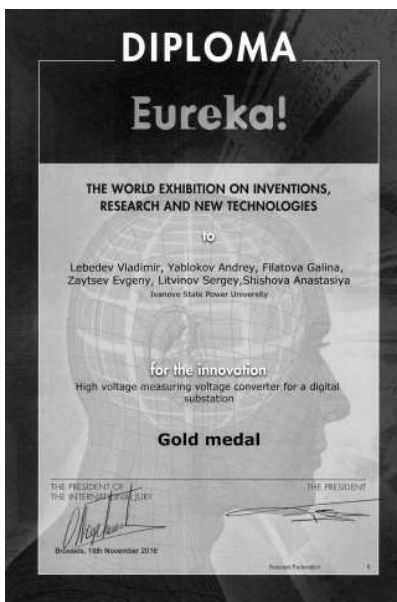 DIPLOMA
Eureka!
THE WORLD EXHIBITION ON INVENTIONS,
RESEARCH AND NEW TECHNOLOGIES
to
Lebedev Vladimir, Yablokov Andrey, Filatova Galina,
Zaytsev Evgeny, Litvinov Sergey,Shishova Anastasiya
Ivanovo State Power University
for the innovation
High voltage measuring voltage converter for a digital
substation
Gold medal
THE PRESIDENT OF
THE INTERNATIONAL JURY
THE PRESIDENT
Brussels, 19th November 2016
Russian Federation